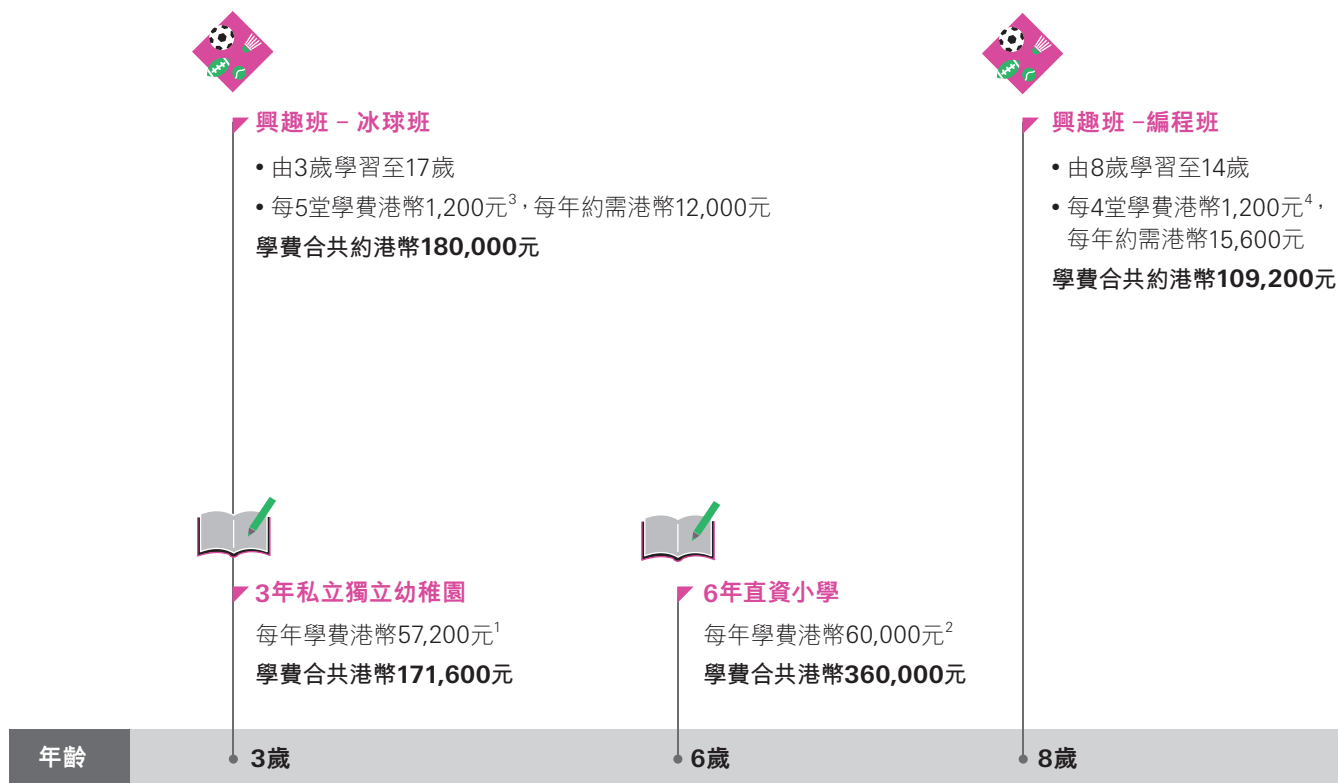 興趣班 – 冰球班
• 由3歲學習至17歲
• 每5堂學費港幣1,200元3，每年約需港幣12,000元
學費合共約港幣180,000元
興趣班 –編程班
• 由8歲學習至14歲
• 每4堂學費港幣1,200元4，
每年約需港幣15,600元
學費合共約港幣109,200元
3年私立獨立幼稚園
每年學費港幣57,200元1
學費合共港幣171,600元
6年直資小學
每年學費港幣60,000元2
學費合共港幣360,000元
年齡
3歲
6歲
8歲